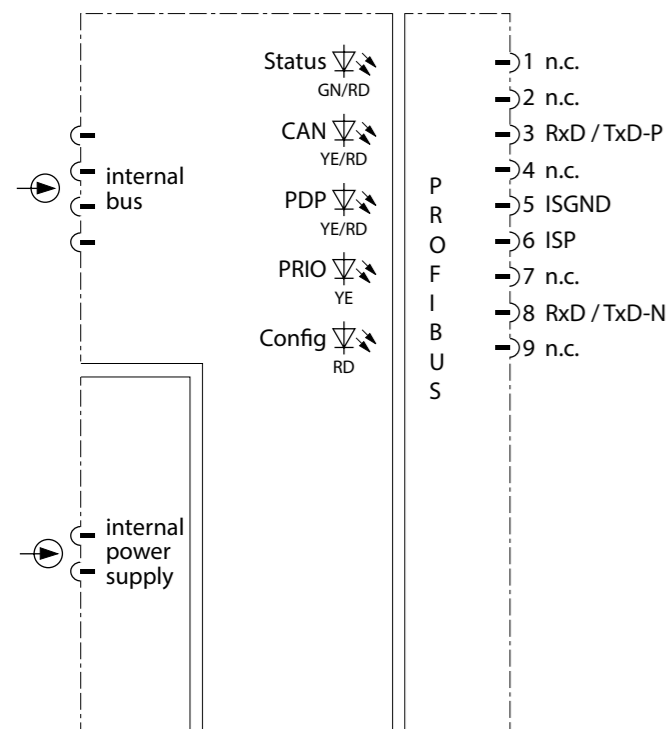 Status
GN/RD
CAN
YE/RD
PDP
YE/RD
PRIO
YE
Config
RD
internal
bus
internal
power
supply
PROFIBUS
1 n.c.
2 n.c.
3 RxD / TxD-P
4 n.c.
5 ISGND
6 ISP
7 n.c.
8 RxD / TxD-N
9 n.c.